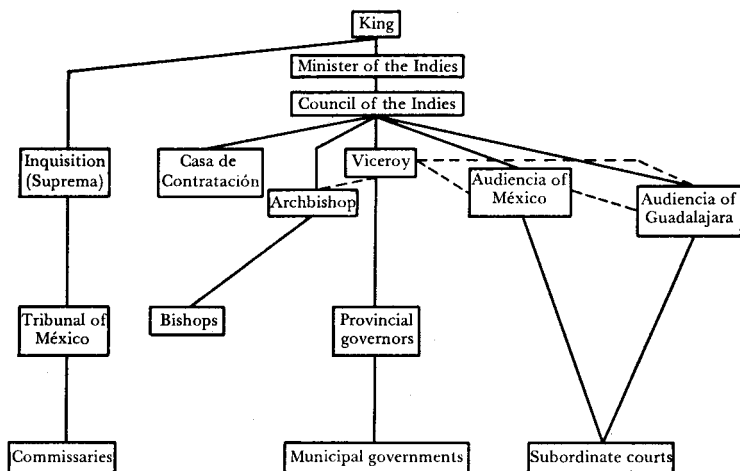 King
Minister of the Indies
Council of the Indies
Inquisition
(Suprema)
Casa de
Contratación
Viceroy
Archbishop
Audiencia of
México
Audiencia of
Guadalajara
Tribunal of
México
Bishops
Provincial
governors
Commissaries
Municipal governments
Subordinate courts